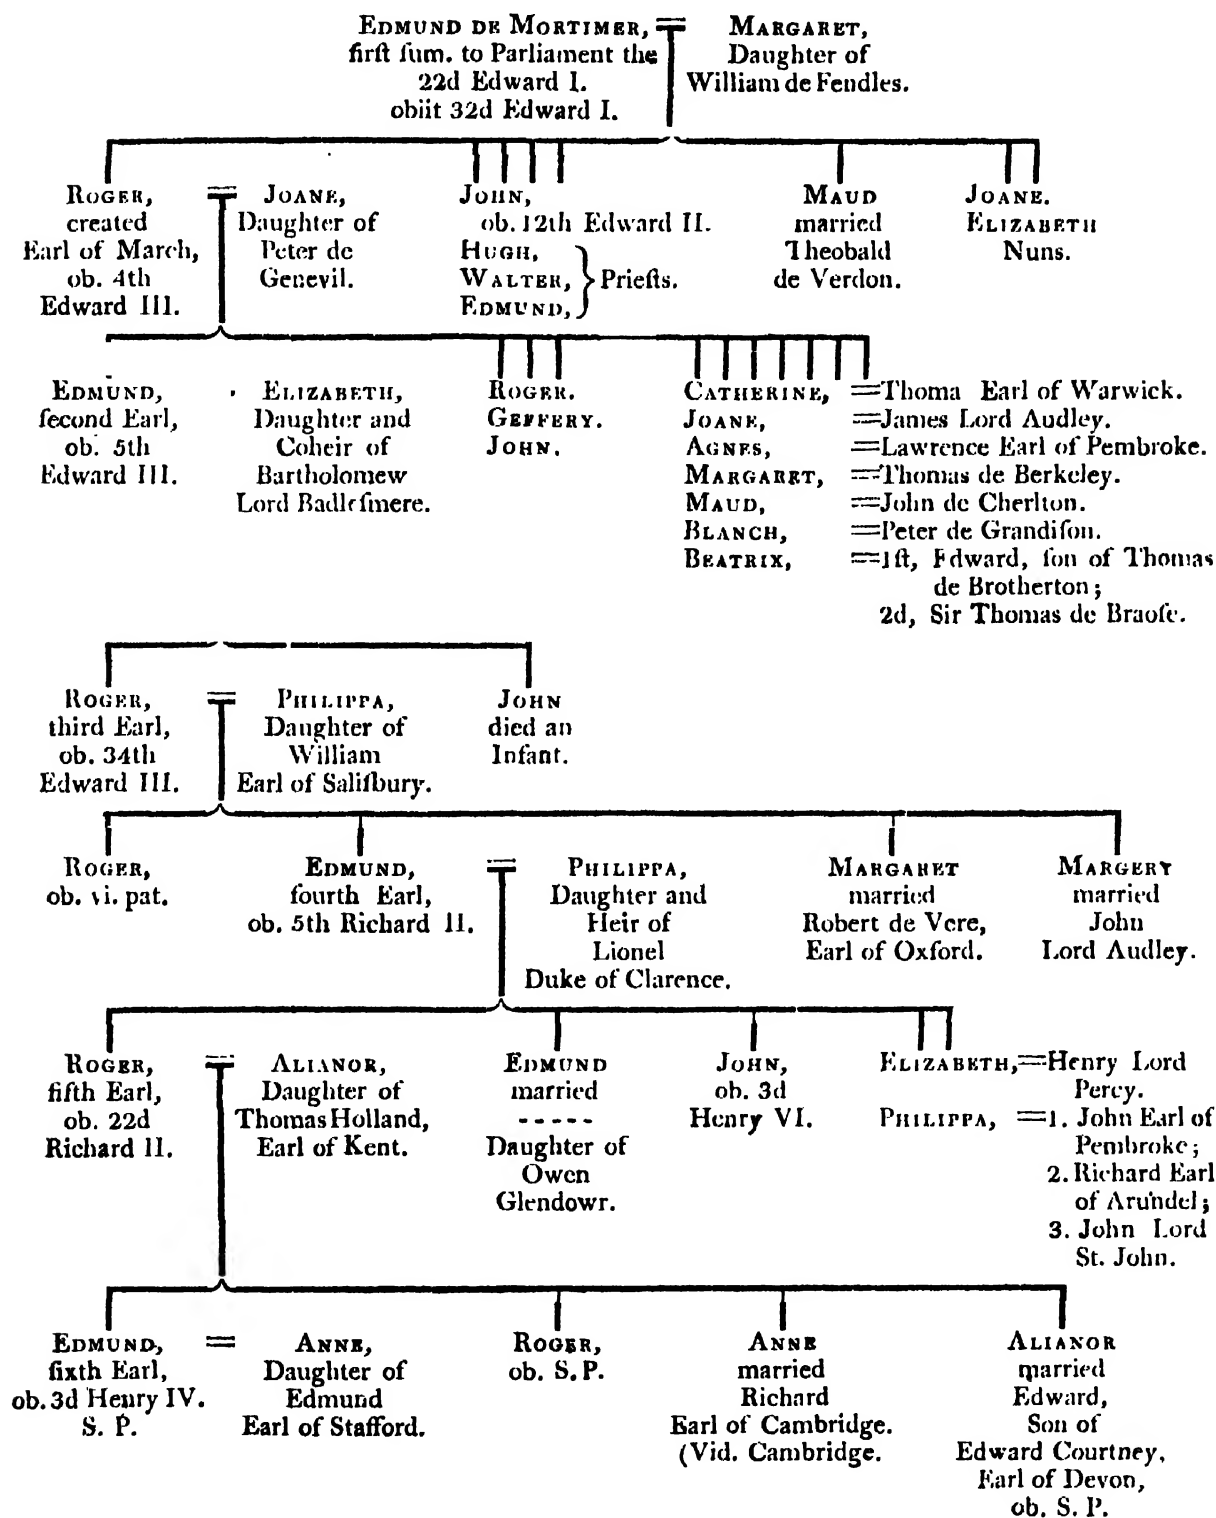 EDMUND DE MORTIMER,
firſt ſum. to Parliament the
22d Edward I.
obiit 32d Edward I.
=
MARGARET,
Daughter of
William de Fendles.
ROGER,
created
Earl of March,
ob. 4th
Edward III.
=
JOANE,
Daughter of
Peter de
Genevil.
JOHN,
ob. 12th Edward II.
HUGH,
WALTER,
EDMUND,
} Prieſts.
MAUD
married
Theobald
de Verdon.
JOANE.
ELIZABETH
Nuns.
EDMUND,
ſecond Earl,
ob. 5th
Edward III.
ELIZABETH,
Daughter and
Coheir of
Bartholomew
Lord Badleſmere.
ROGER.
GEFFERY.
JOHN.
CATHERINE, =Thoma Earl of Warwick.
JOANE, =James Lord Audley.
AGNES, =Lawrence Earl of Pembroke.
MARGARET, =Thomas de Berkeley.
MAUD, =John de Cherlton.
BLANCH, =Peter de Grandiſon.
BEATRIX, =1ſt, Edward, ſon of Thomas
de Brotherton;
2d, Sir Thomas de Braoſe.
ROGER,
third Earl,
ob. 34th
Edward III.
=
PHILIPPA,
Daughter of
William
Earl of Saliſbury.
JOHN
died an
Infant.
ROGER,
ob. vi. pat.
EDMUND,
fourth Earl,
ob. 5th Richard II.
=
PHILIPPA,
Daughter and
Heir of
Lionel
Duke of Clarence.
MARGARET
married
Robert de Vere,
Earl of Oxford.
MARGERY
married
John
Lord Audley.
ROGER,
fifth Earl,
ob. 22d
Richard II.
=
ALIANOR,
Daughter of
Thomas Holland,
Earl of Kent.
EDMUND
married
-----
Daughter of
Owen
Glendowr.
JOHN,
ob. 3d
Henry VI.
ELIZABETH, =Henry Lord
Percy.
PHILIPPA, =1. John Earl of
Pembroke;
2. Richard Earl
of Arundel;
3. John Lord
St. John.
EDMUND,
ſixth Earl,
ob. 3d Henry IV.
S. P.
=
ANNE,
Daughter of
Edmund
Earl of Stafford.
ROGER,
ob. S. P.
ANNE
married
Richard
Earl of Cambridge.
(Vid. Cambridge.
ALIANOR
married
Edward,
Son of
Edward Courtney,
Earl of Devon,
ob. S. P.